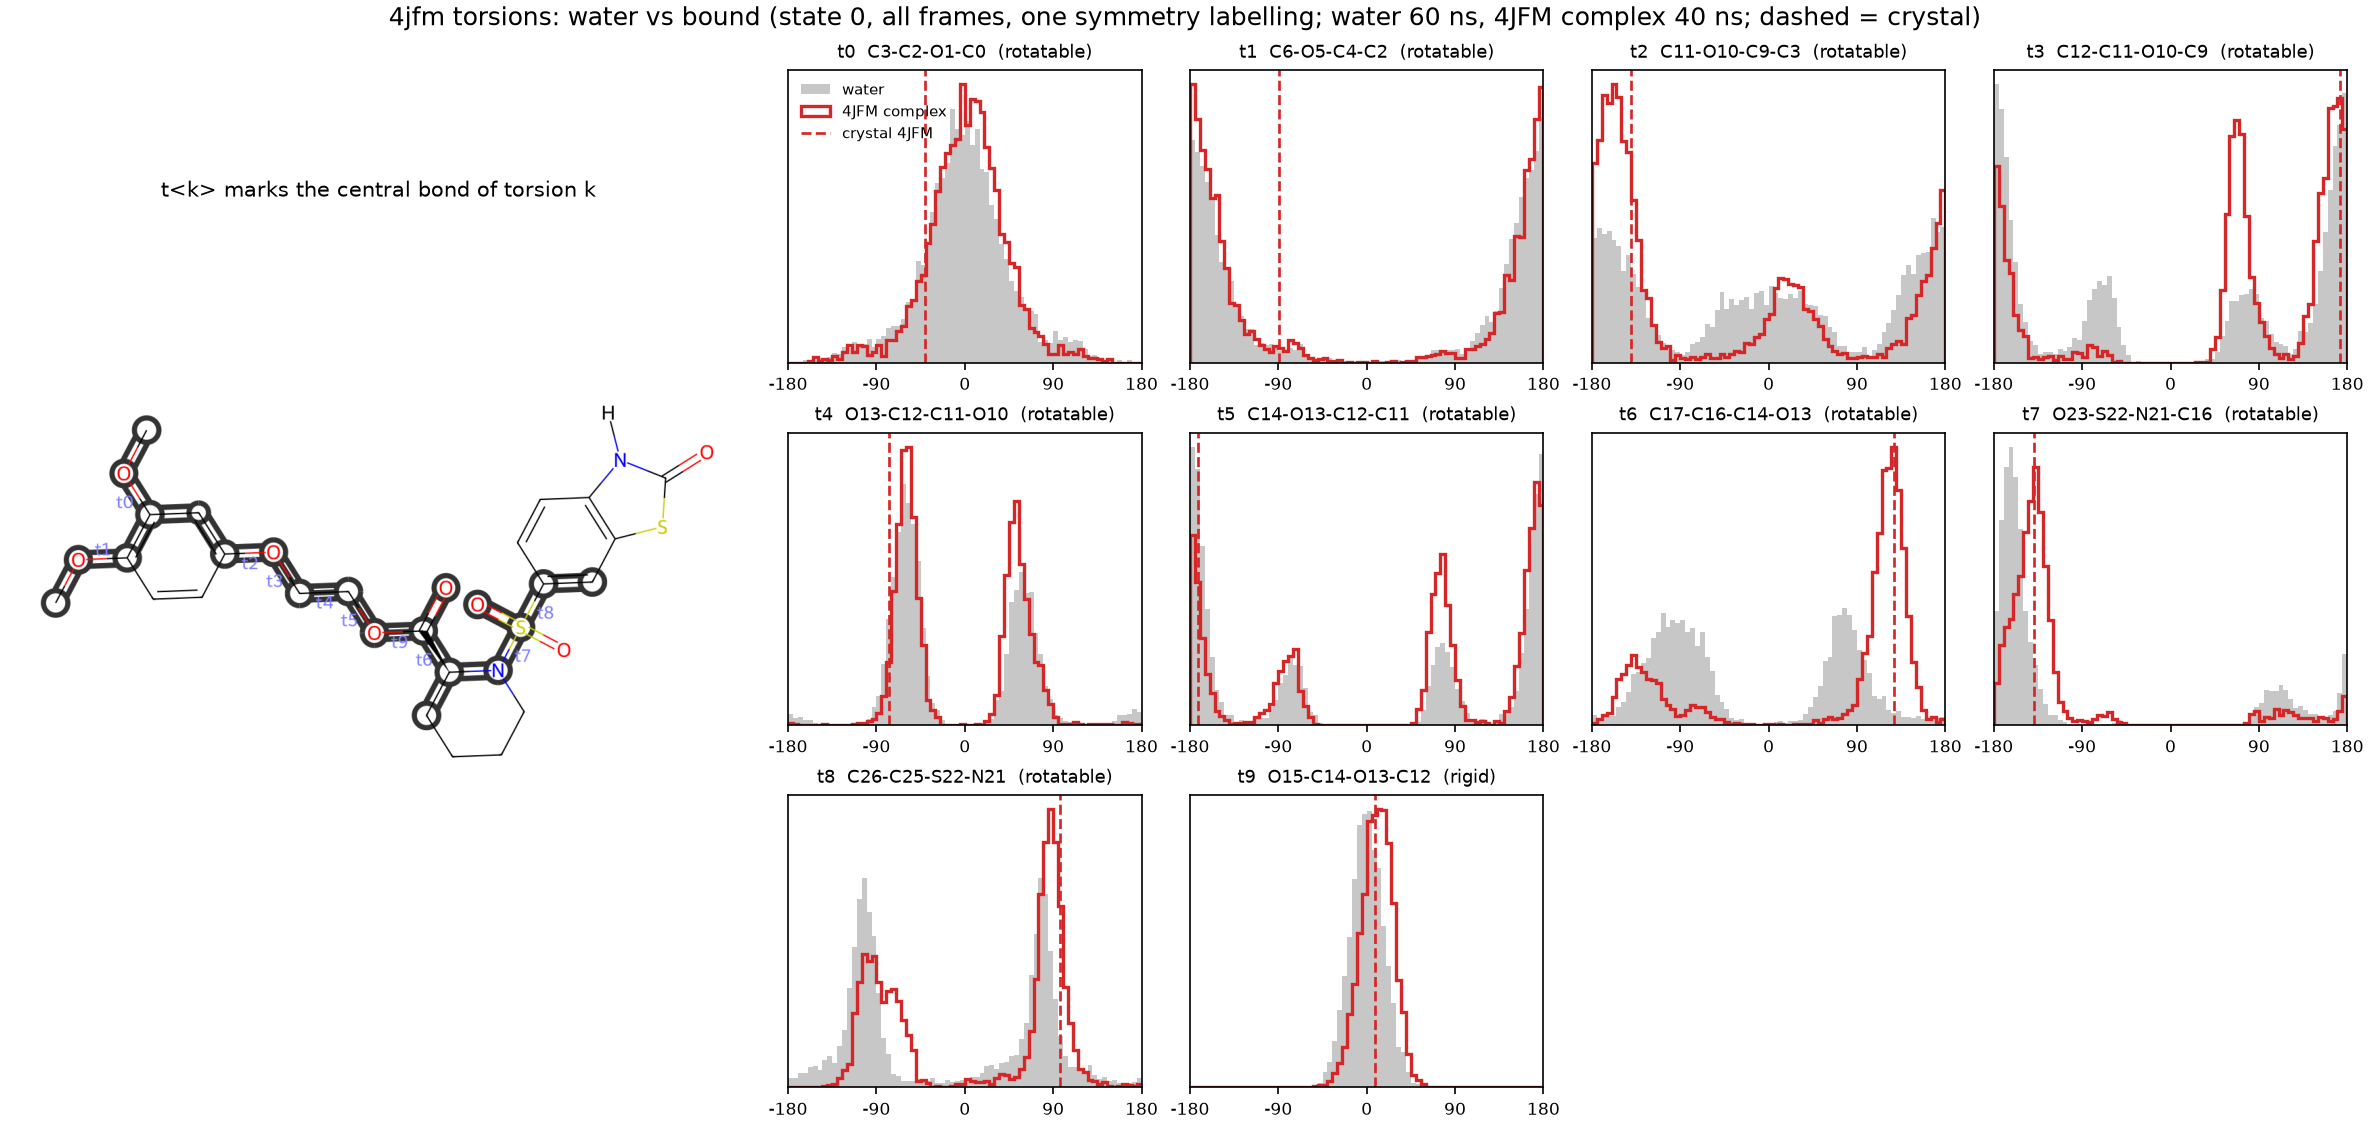 4jfm torsions: water vs bound (state 0, all frames, one symmetry labelling; water 60 ns, 4JFM complex 40 ns; dashed = crystal)
t<k> marks the central bond of torsion k
t0 C3-C2-O1-C0 (rotatable)
water
4JFM complex
crystal 4JFM
-180 -90 0 90 180
t1 C6-O5-C4-C2 (rotatable)
-180 -90 0 90 180
t2 C11-O10-C9-C3 (rotatable)
-180 -90 0 90 180
t3 C12-C11-O10-C9 (rotatable)
-180 -90 0 90 180
H
N
O
S
O
t0
O
t1
O
t2
t3
t4
t5
O
t9
O
t6
O
S
t8
O
t7
N
t4 O13-C12-C11-O10 (rotatable)
-180 -90 0 90 180
t5 C14-O13-C12-C11 (rotatable)
-180 -90 0 90 180
t6 C17-C16-C14-O13 (rotatable)
-180 -90 0 90 180
t7 O23-S22-N21-C16 (rotatable)
-180 -90 0 90 180
t8 C26-C25-S22-N21 (rotatable)
-180 -90 0 90 180
t9 O15-C14-O13-C12 (rigid)
-180 -90 0 90 180